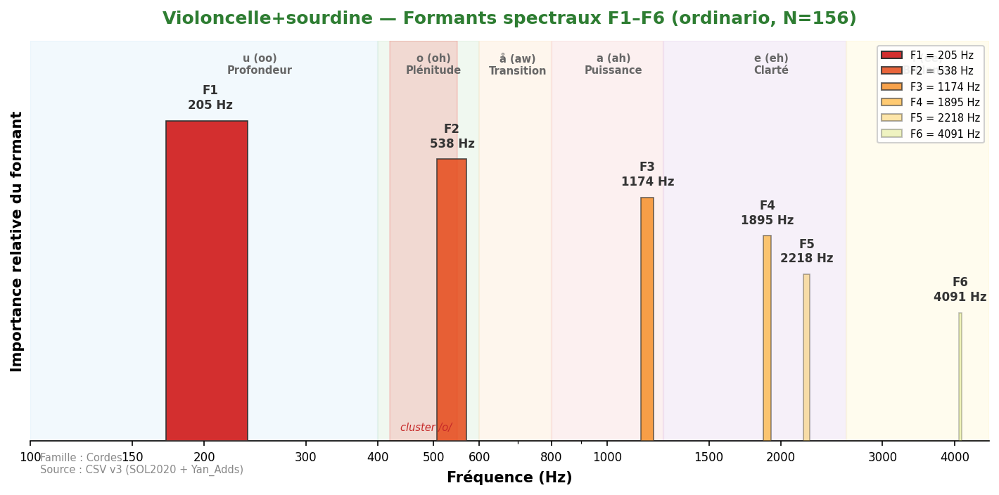 Violoncelle+sourdine — Formants spectraux F1–F6 (ordinario, N=156)
u (oo)
Profondeur
o (oh)
Plénitude
å (aw)
Transition
a (ah)
Puissance
e (eh)
Clarté
F1 = 205 Hz
F2 = 538 Hz
F3 = 1174 Hz
F4 = 1895 Hz
F5 = 2218 Hz
F6 = 4091 Hz
F1
205 Hz
F2
538 Hz
F3
1174 Hz
F4
1895 Hz
F5
2218 Hz
F6
4091 Hz
Importance relative du formant
cluster /o/
100 150 200 300 400 500 600 800 1000 1500 2000 3000 4000
Famille : Cordes
Source : CSV v3 (SOL2020 + Yan_Adds)
Fréquence (Hz)